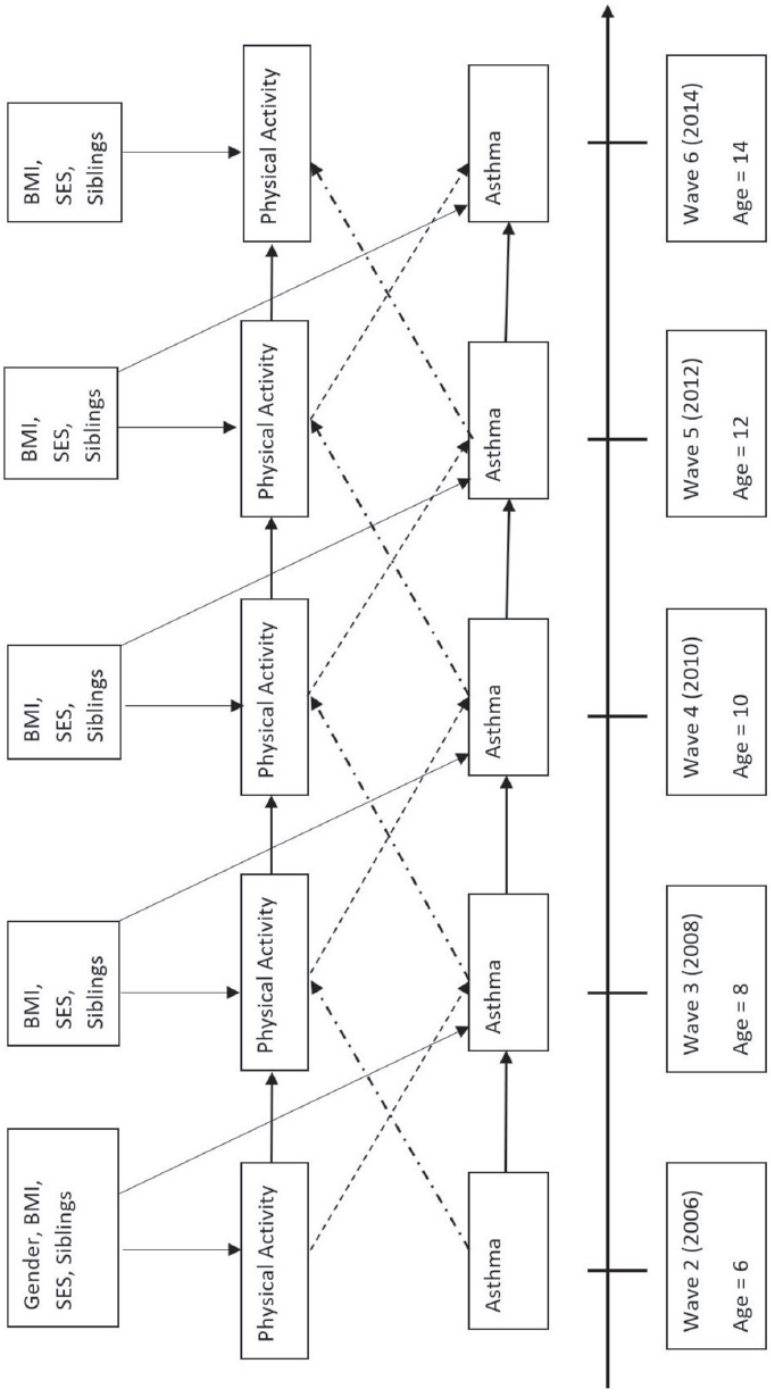 Gender, BMI,
SES, Siblings
BMI,
SES,
Siblings
BMI,
SES,
Siblings
BMI,
SES,
Siblings
BMI,
SES,
Siblings
Physical Activity
Physical Activity
Physical Activity
Physical Activity
Physical Activity
Asthma
Asthma
Asthma
Asthma
Asthma
Wave 2 (2006)
Age = 6
Wave 3 (2008)
Age = 8
Wave 4 (2010)
Age = 10
Wave 5 (2012)
Age = 12
Wave 6 (2014)
Age = 14